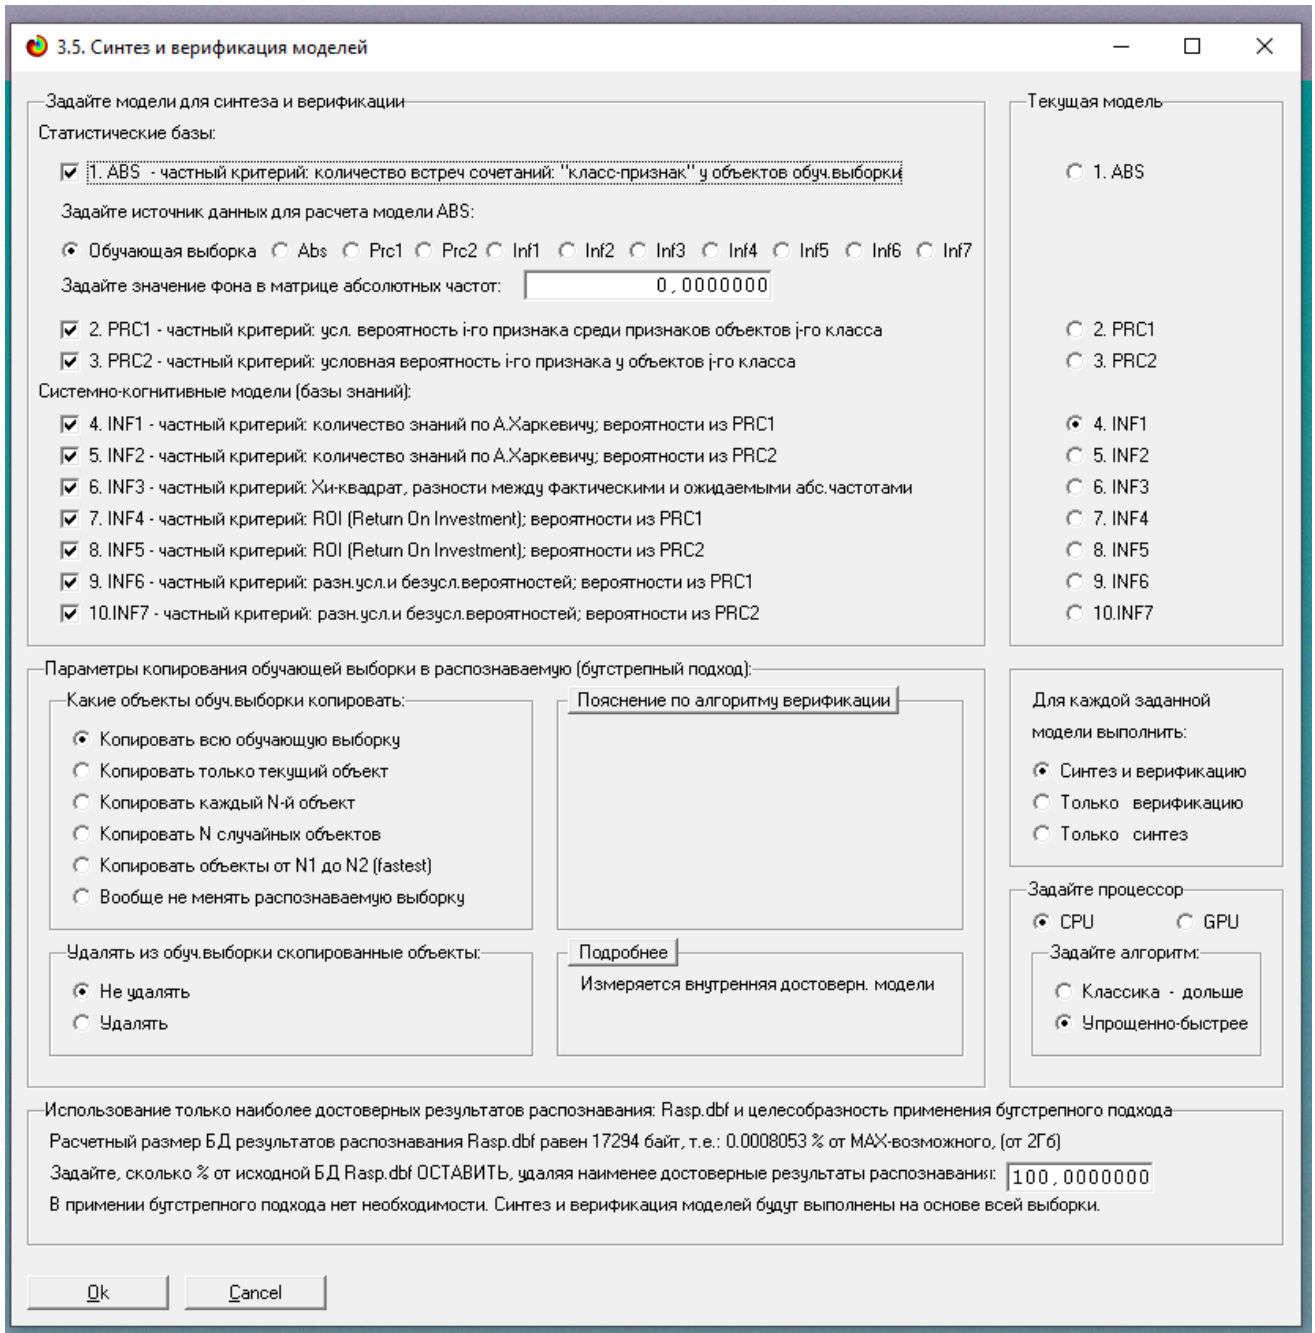 3.5. Синтез и верификация моделей
Задайте модели для синтеза и верификации
Текущая модель
Статистические базы:
1. ABS - частный критерий: количество встреч сочетаний: "класс-признак" у объектов обуч.выборки
1. ABS
Задайте источник данных для расчета модели ABS:
Обучающая выборка Abs Prc1 Prc2 Inf1 Inf2 Inf3 Inf4 Inf5 Inf6 Inf7
Задайте значение фона в матрице абсолютных частот: 0,0000000
2. PRC1 - частный критерий: усл. вероятность i-го признака среди признаков объектов j-го класса
2. PRC1
3. PRC2 - частный критерий: условная вероятность i-го признака у объектов j-го класса
3. PRC2
Системно-когнитивные модели (базы знаний):
4. INF1 - частный критерий: количество знаний по А.Харкевичу; вероятности из PRC1
4. INF1
5. INF2 - частный критерий: количество знаний по А.Харкевичу; вероятности из PRC2
5. INF2
6. INF3 - частный критерий: Хи-квадрат, разности между фактическими и ожидаемыми абс.частотами
6. INF3
7. INF4 - частный критерий: ROI (Return On Investment); вероятности из PRC1
7. INF4
8. INF5 - частный критерий: ROI (Return On Investment); вероятности из PRC2
8. INF5
9. INF6 - частный критерий: разн.усл.и безусл.вероятностей; вероятности из PRC1
9. INF6
10.INF7 - частный критерий: разн.усл.и безусл.вероятностей; вероятности из PRC2
10.INF7
Параметры копирования обучающей выборки в распознаваемую (бутстрепный подход):
Какие объекты обуч.выборки копировать:
Копировать всю обучающую выборку
Копировать только текущий объект
Копировать каждый N-й объект
Копировать N случайных объектов
Копировать объекты от N1 до N2 (fastest)
Вообще не менять распознаваемую выборку
Пояснение по алгоритму верификации
Для каждой заданной
модели выполнить:
Синтез и верификацию
Только верификацию
Только синтез
Удалять из обуч.выборки скопированные объекты:
Не удалять
Удалять
Подробнее
Измеряется внутренняя достоверн. модели
Задайте процессор
CPU GPU
Задайте алгоритм:
Классика - дольше
Упрощенно-быстрее
Использование только наиболее достоверных результатов распознавания: Rasp.dbf и целесобразность применения бутстрепного подхода
Расчетный размер БД результатов распознавания Rasp.dbf равен 17294 байт, т.е.: 0.0008053 % от MAX-возможного, (от 2Гб)
Задайте, сколько % от исходной БД Rasp.dbf ОСТАВИТЬ, удаляя наименее достоверные результаты распознавания: 100,0000000
В примении бутстрепного подхода нет необходимости. Синтез и верификация моделей будут выполнены на основе всей выборки.
Ok
Cancel